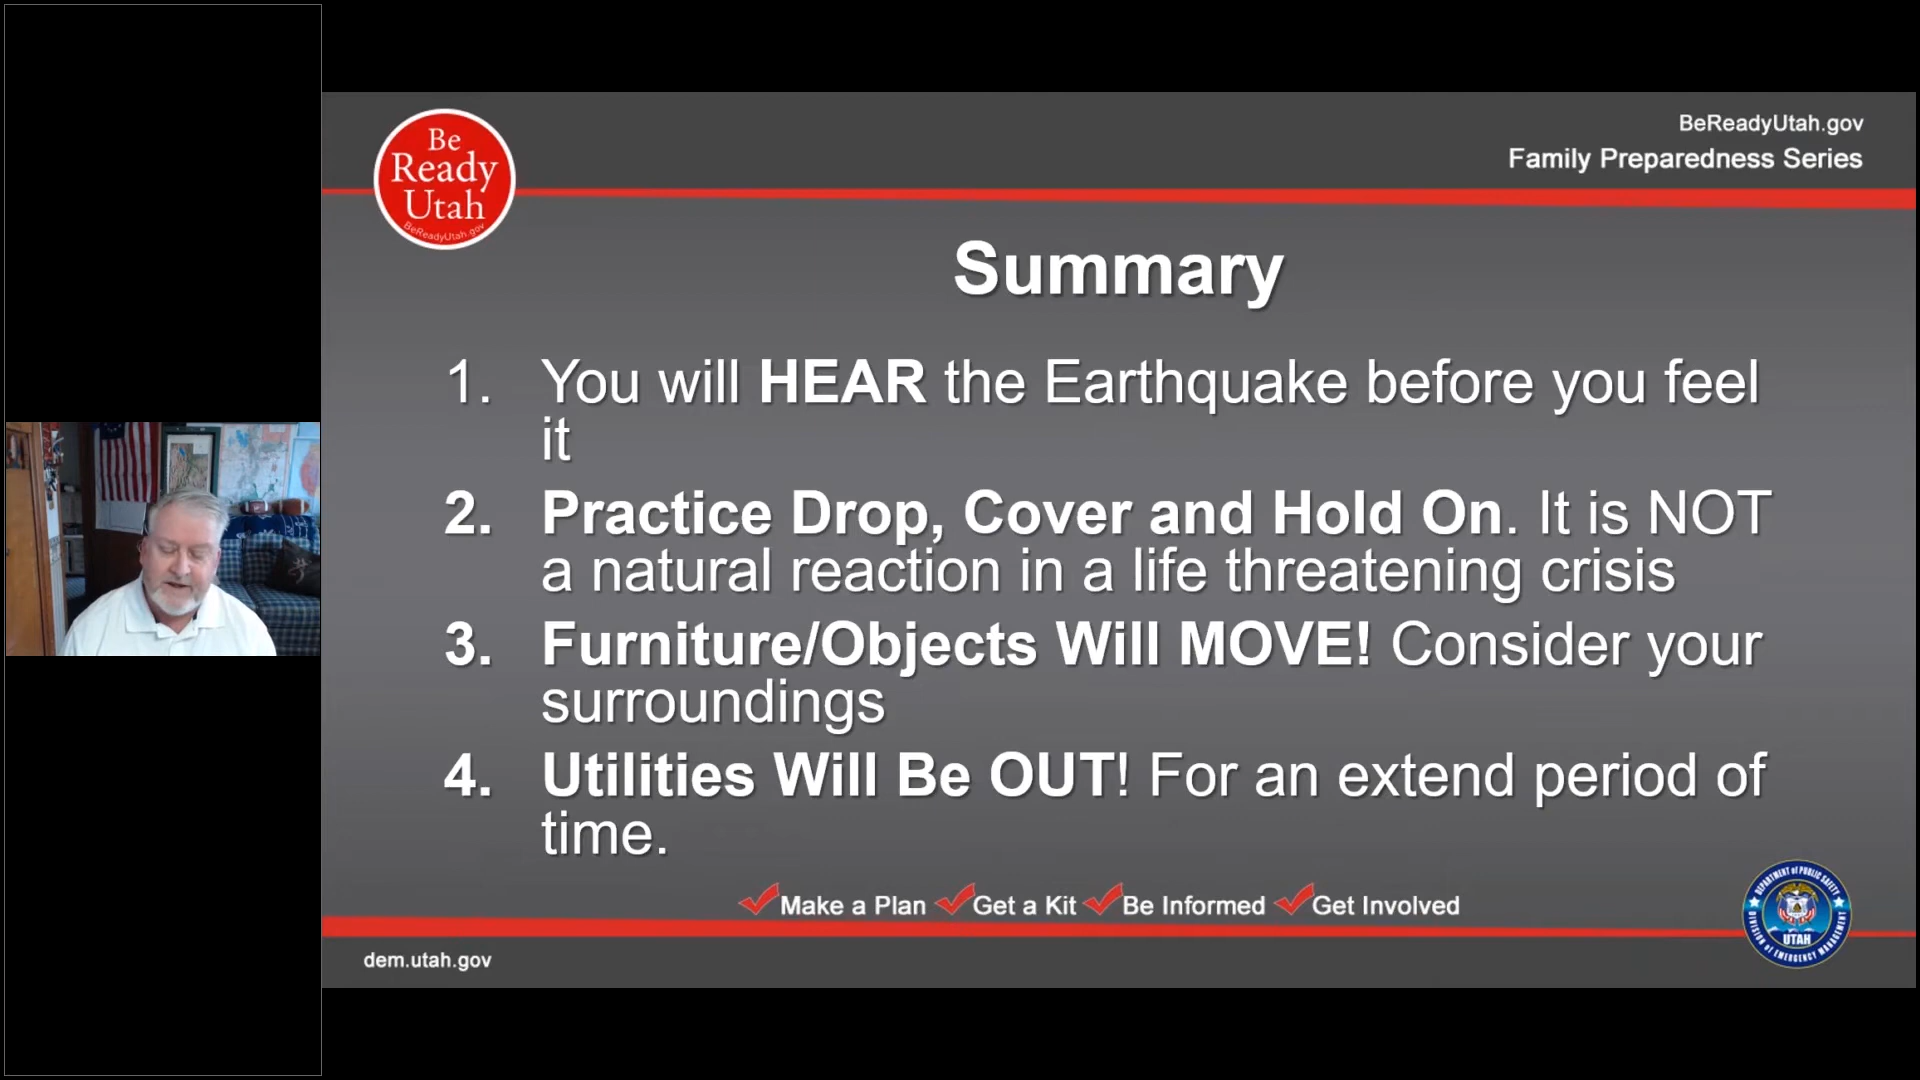 Be
Ready
Utah
BeReadyUtah.gov
BeReadyUtah.gov
Family Preparedness Series
Summary
1. You will HEAR the Earthquake before you feel
it
2. Practice Drop, Cover and Hold On. It is NOT
a natural reaction in a life threatening crisis
3. Furniture/Objects Will MOVE! Consider your
surroundings
4. Utilities Will Be OUT! For an extend period of
time.
Make a Plan Get a Kit Be Informed Get Involved
DEPARTMENT of PUBLIC SAFETY
UTAH
DIVISION of EMERGENCY MANAGEMENT
dem.utah.gov